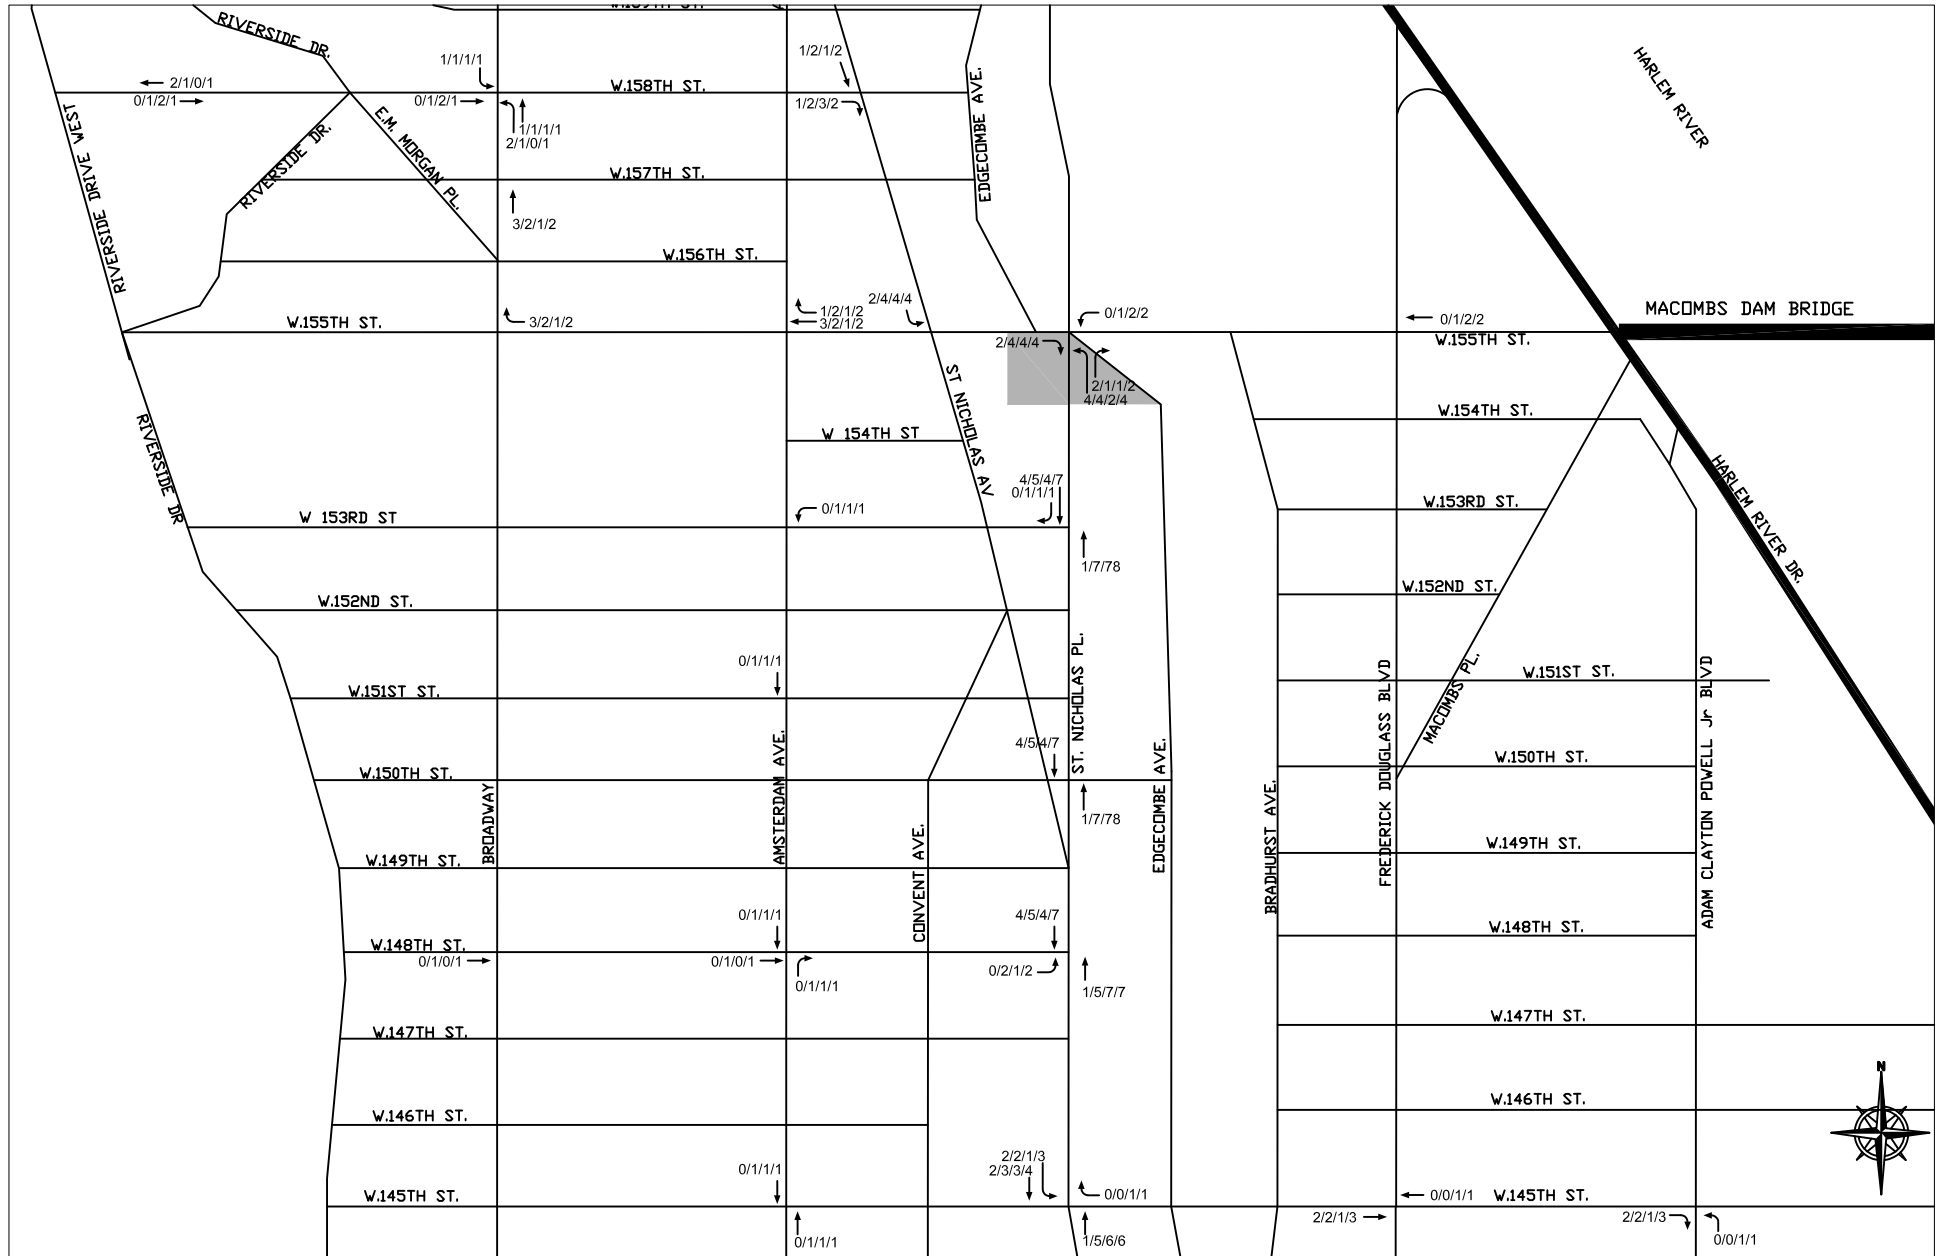 RIVERSIDE DR.
1/1/1/1
1/2/1/2
HARLEM RIVER
2/1/0/1
0/1/2/1
0/1/2/1
W.158TH ST.
1/2/3/2
EDGECOMBE AVE.
RIVERSIDE DRIVE WEST
RIVERSIDE DR.
E.M. MORGAN PL.
1/1/1/1
2/1/0/1
W.157TH ST.
3/2/1/2
W.156TH ST.
2/4/4/4
1/2/1/2
3/2/1/2
W.155TH ST.
3/2/1/2
0/1/2/2
0/1/2/2
MACOMBS DAM BRIDGE
W.155TH ST.
2/4/4/4
2/1/1/2
4/4/2/4
ST NICHOLAS AV
RIVERSIDE DR
W 154TH ST
W.154TH ST.
HARLEM RIVER DR.
4/5/4/7
0/1/1/1
W 153RD ST
0/1/1/1
W.153RD ST.
1/7/78
W.152ND ST.
W.152ND ST.
0/1/1/1
W.151ST ST.
ST. NICHOLAS PL.
FREDERICK DOUGLASS BLVD
MACOMBS PL.
W.151ST ST.
ADAM CLAYTON POWELL Jr BLVD
4/5/4/7
W.150TH ST.
BROADWAY
AMSTERDAM AVE.
CONVENT AVE.
EDGECOMBE AVE.
BRADHURST AVE.
W.150TH ST.
1/7/78
W.149TH ST.
W.149TH ST.
0/1/1/1
4/5/4/7
W.148TH ST.
W.148TH ST.
0/1/0/1
0/1/0/1
0/1/1/1
0/2/1/2
1/5/7/7
W.147TH ST.
W.147TH ST.
N
W.146TH ST.
W.146TH ST.
0/1/1/1
2/2/1/3
2/3/3/4
W.145TH ST.
0/0/1/1
0/0/1/1
W.145TH ST.
0/1/1/1
1/5/6/6
2/2/1/3
2/2/1/3
0/0/1/1